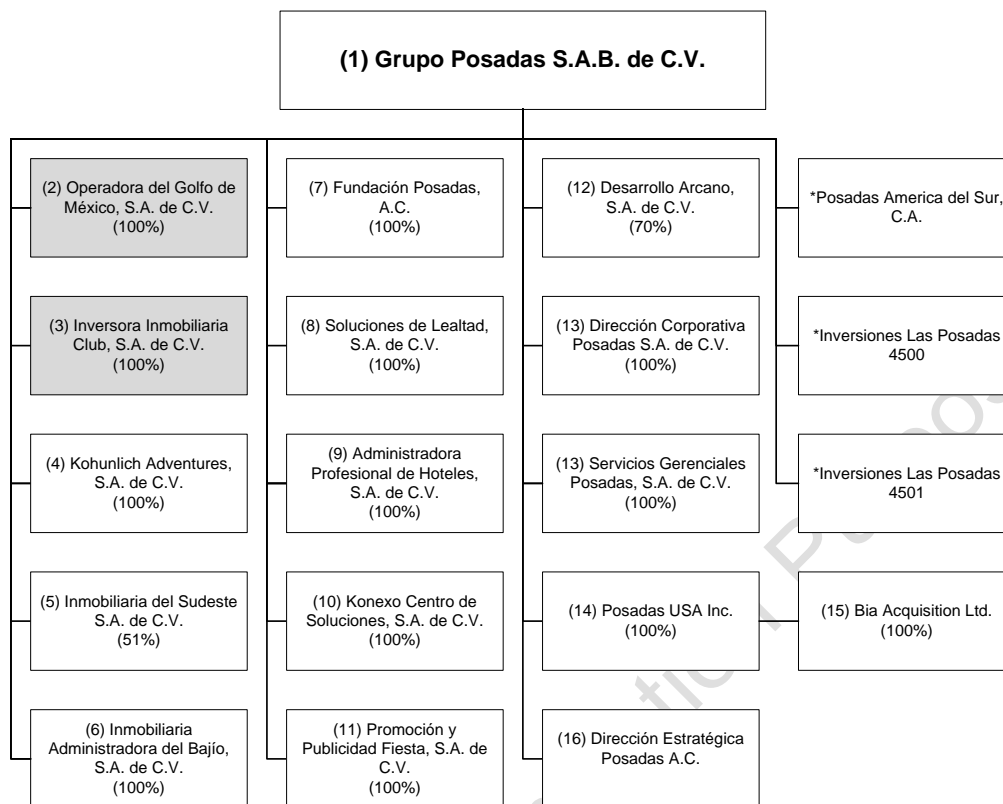 (1) Grupo Posadas S.A.B. de C.V.
(2) Operadora del Golfo de
México, S.A. de C.V.
(100%)
(3) Inversora Inmobiliaria
Club, S.A. de C.V.
(100%)
(4) Kohunlich Adventures,
S.A. de C.V.
(100%)
(5) Inmobiliaria del Sudeste
S.A. de C.V.
(51%)
(6) Inmobiliaria
Administradora del Bajío,
S.A. de C.V.
(100%)
(7) Fundación Posadas,
A.C.
(100%)
(8) Soluciones de Lealtad,
S.A. de C.V.
(100%)
(9) Administradora
Profesional de Hoteles,
S.A. de C.V.
(100%)
(10) Konexo Centro de
Soluciones, S.A. de C.V.
(100%)
(11) Promoción y
Publicidad Fiesta, S.A. de
C.V.
(100%)
(12) Desarrollo Arcano,
S.A. de C.V.
(70%)
(13) Dirección Corporativa
Posadas S.A. de C.V.
(100%)
(13) Servicios Gerenciales
Posadas, S.A. de C.V.
(100%)
(14) Posadas USA Inc.
(100%)
(16) Dirección Estratégica
Posadas A.C.
*Posadas America del Sur,
C.A.
*Inversiones Las Posadas
4500
*Inversiones Las Posadas
4501
(15) Bia Acquisition Ltd.
(100%)